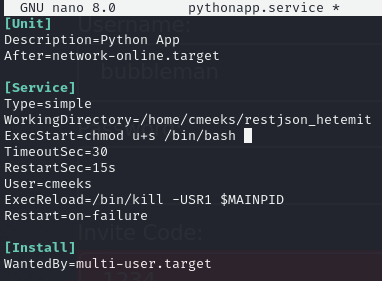 GNU nano 8.0 pythonapp.service *
[Unit]
Description=Python App
After=network-online.target
[Service]
Type=simple
WorkingDirectory=/home/cmeeks/restjson_hetemit
ExecStart=chmod u+s /bin/bash
TimeoutSec=30
RestartSec=15s
User=cmeeks
ExecReload=/bin/kill -USR1 $MAINPID
Restart=on-failure
[Install]
WantedBy=multi-user.target
Username:
bubbleman
Invite Code:
1234